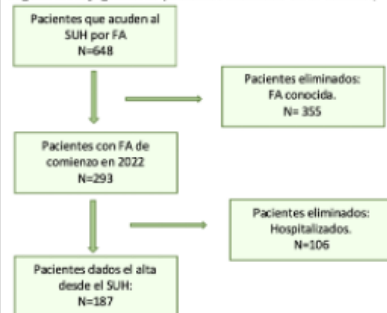 Pacientes que acuden al
SUH por FA
N=648
Pacientes eliminados:
FA conocida.
N= 355
Pacientes con FA de
comienzo en 2022
N=293
Pacientes eliminados:
Hospitalizados.
N=106
Pacientes dados el alta
desde el SUH:
N=187